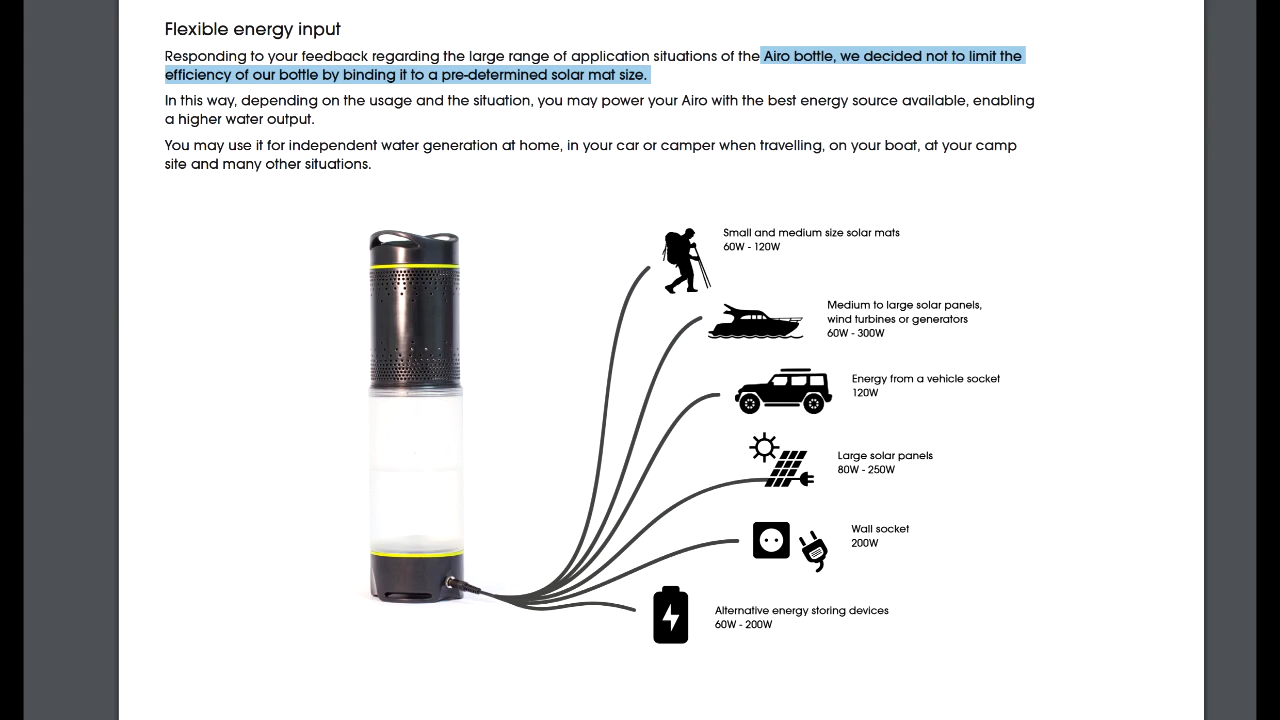 Flexible energy input
Responding to your feedback regarding the large range of application situations of the Airo bottle, we decided not to limit the
efficiency of our bottle by binding it to a pre-determined solar mat size.
In this way, depending on the usage and the situation, you may power your Airo with the best energy source available, enabling
a higher water output.
You may use it for independent water generation at home, in your car or camper when travelling, on your boat, at your camp
site and many other situations.
Small and medium size solar mats
60W - 120W
Medium to large solar panels,
wind turbines or generators
60W - 300W
Energy from a vehicle socket
120W
Large solar panels
80W - 250W
Wall socket
200W
Alternative energy storing devices
60W - 200W